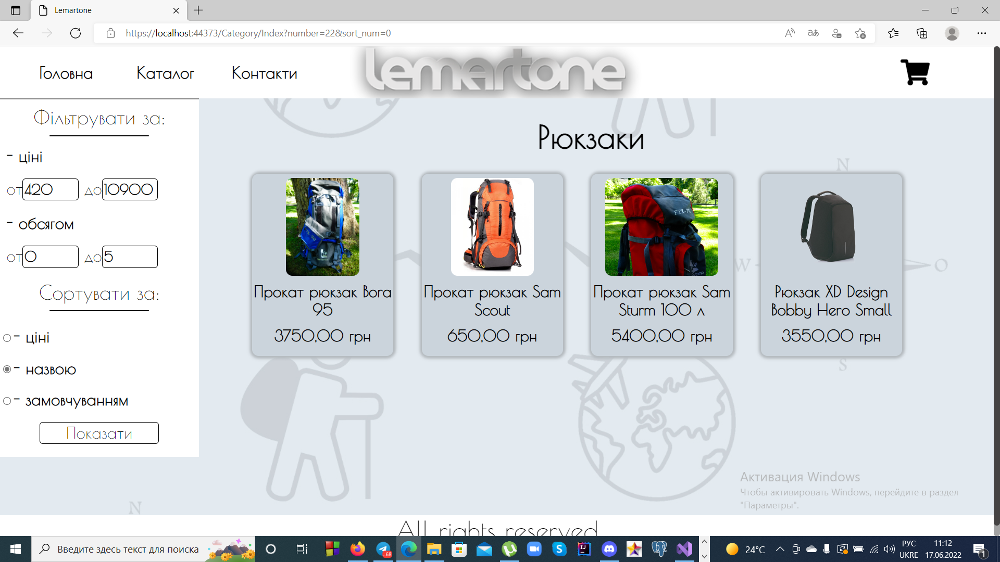 Lemartone
https://localhost:44373/Category/Index?number=22&sort_num=0
Головна
Каталог
Контакти
lemartone
Фільтрувати за:
- ціні
от 420 до 10900
- обсягом
от 0 до 5
Сортувати за:
- ціні
- назвою
- замовчуванням
Показати
Рюкзаки
Прокат рюкзак Bora
95
3750,00 грн
Прокат рюкзак Sam
Scout
650,00 грн
Прокат рюкзак Sam
Sturm 100 л
5400,00 грн
Рюкзак XD Design
Bobby Hero Small
3550,00 грн
N
W
O
S
N
Активация Windows
Чтобы активировать Windows, перейдите в раздел
"Параметры".
All rights reserved
Введите здесь текст для поиска
24°C
РУС
UKRE
11:12
17.06.2022
1